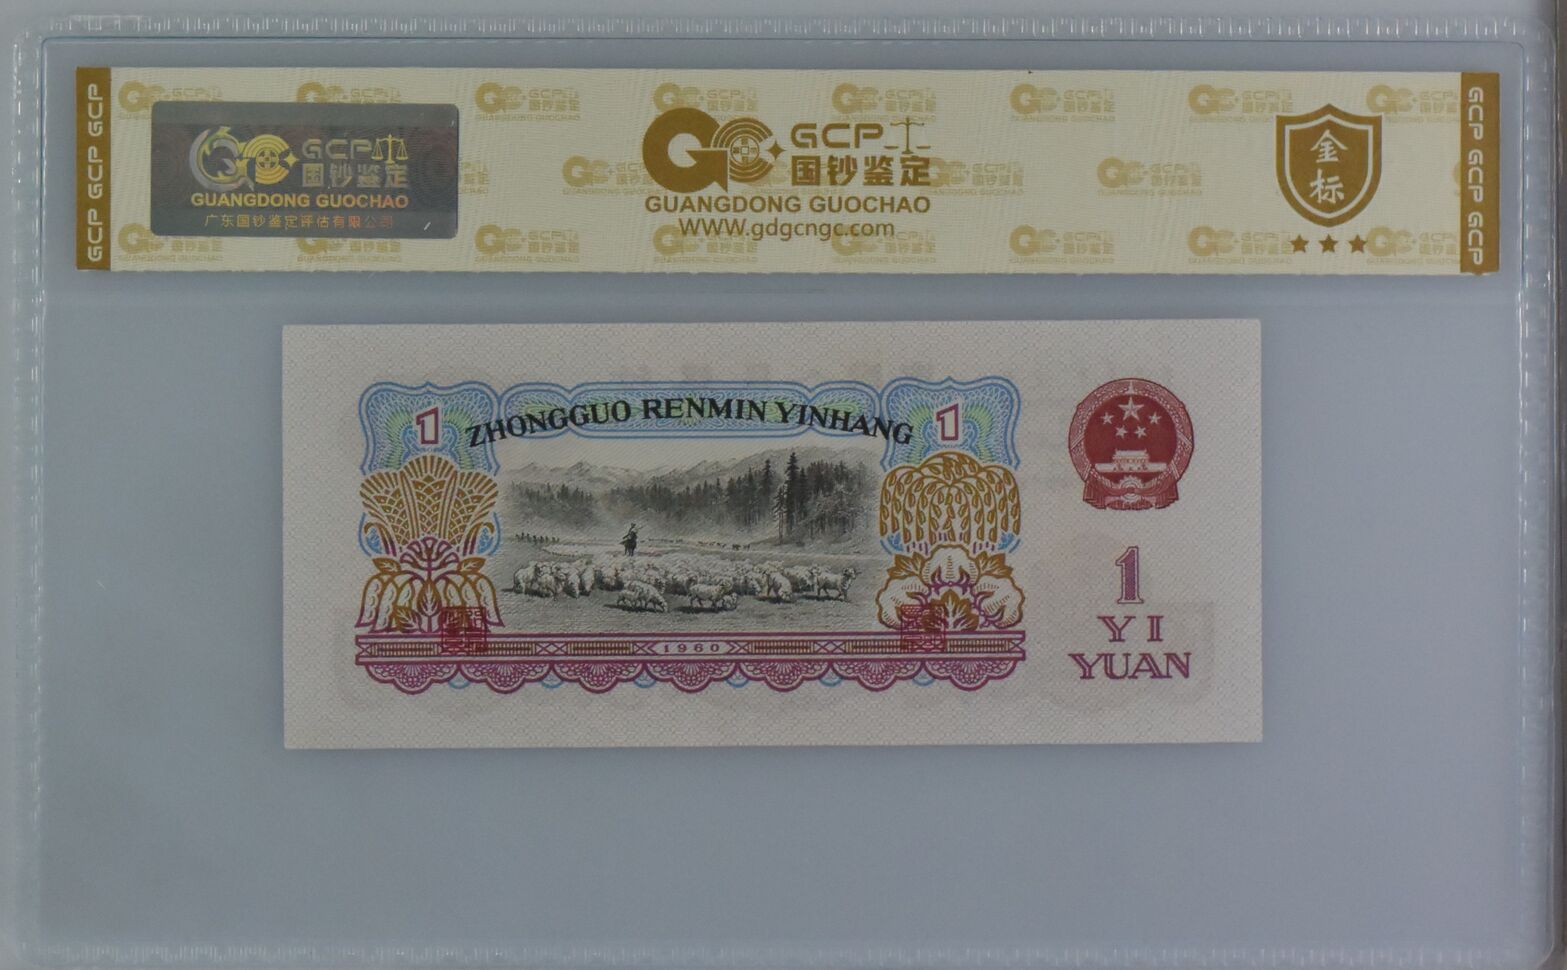 GCP GCP GCP
GCP
国钞鉴定
GUANGDONG GUOCHAO
广东国钞鉴定评估有限公司
GCP
国钞鉴定
GUANGDONG GUOCHAO
www.gdgcngc.com
金标
GCP GCP GCP
1
ZHONGGUO RENMIN YINHANG
1
1
YI
YUAN
1960